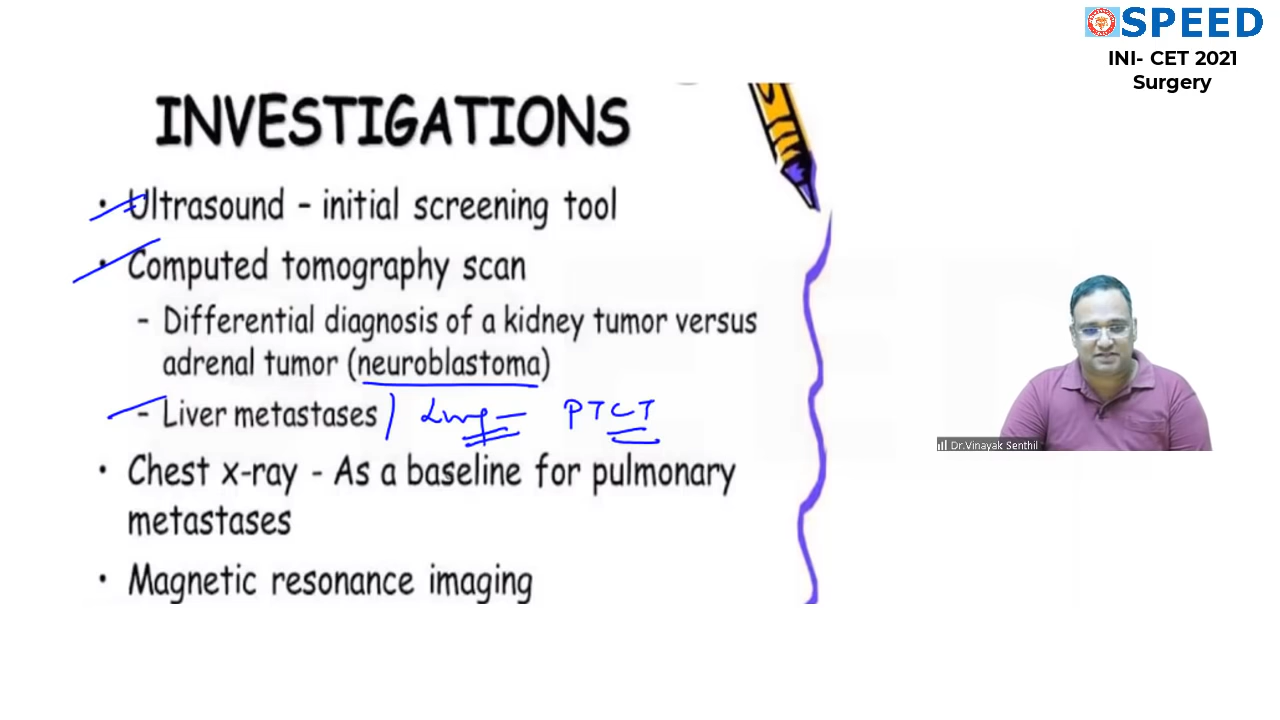 SPEED
INI- CET 2021
Surgery
INVESTIGATIONS
• Ultrasound – initial screening tool
• Computed tomography scan
– Differential diagnosis of a kidney tumor versus
adrenal tumor (neuroblastoma)
– Liver metastases Lung – PTCT
• Chest x-ray - As a baseline for pulmonary
metastases
• Magnetic resonance imaging
Dr.Vinayak Senthil